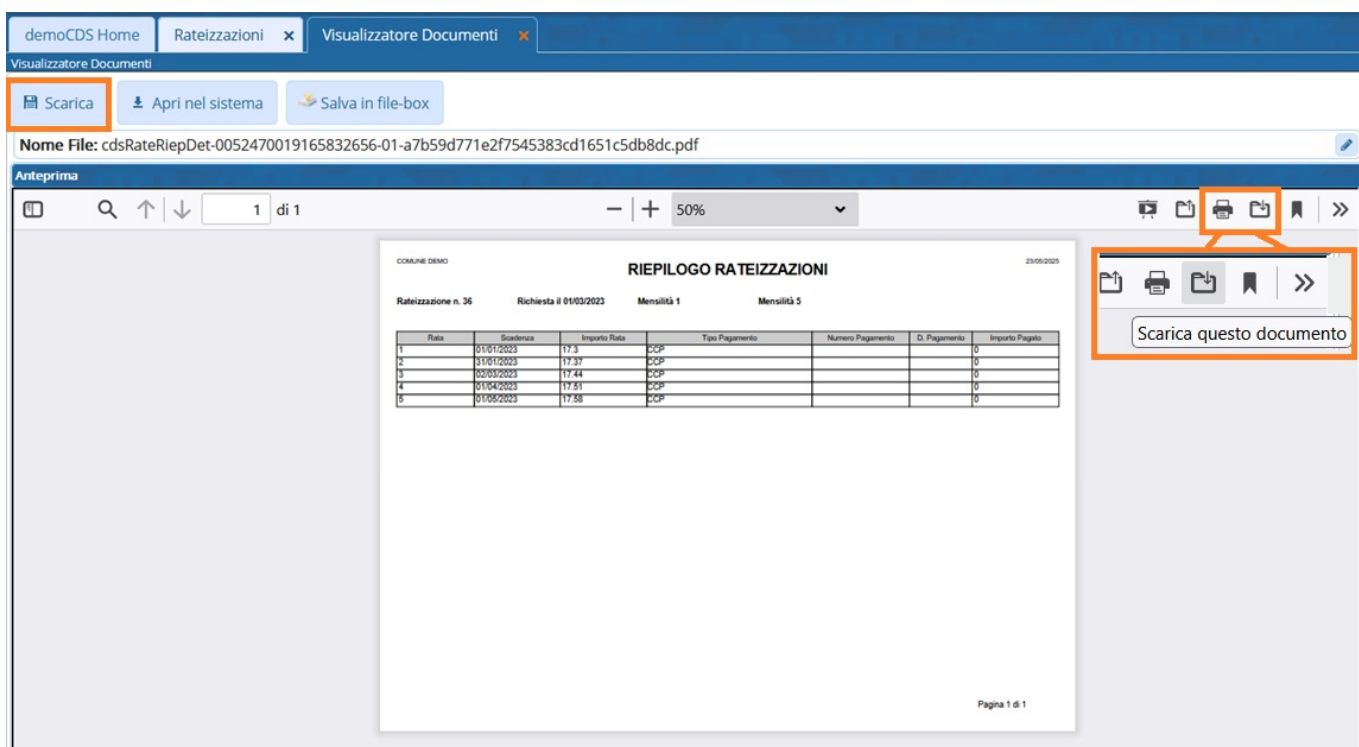 demoCDS Home Rateizzazioni Visualizzatore Documenti
Visualizzatore Documenti
Scarica Apri nel sistema Salva in file-box
Nome File: cdsRateRiepDet-0052470019165832656-01-a7b59d771e2f7545383cd1651c5db8dc.pdf
Anteprima
1 di 1 50%
COMUNE DEMO RIEPILOGO RATEIZZAZIONI 23/05/2025
Rateizzazione n. 36 Richiesta il 01/03/2023 Mensilità 1 Mensilità 5
Rata Scadenza Importo Rata Tipo Pagamento Numero Pagamento D. Pagamento Importo Pagato
1 01/01/2023 17.3 CCP 0
2 31/01/2023 17.37 CCP 0
3 02/03/2023 17.44 CCP 0
4 01/04/2023 17.51 CCP 0
5 01/05/2023 17.58 CCP 0
Scarica questo documento
Pagina 1 di 1